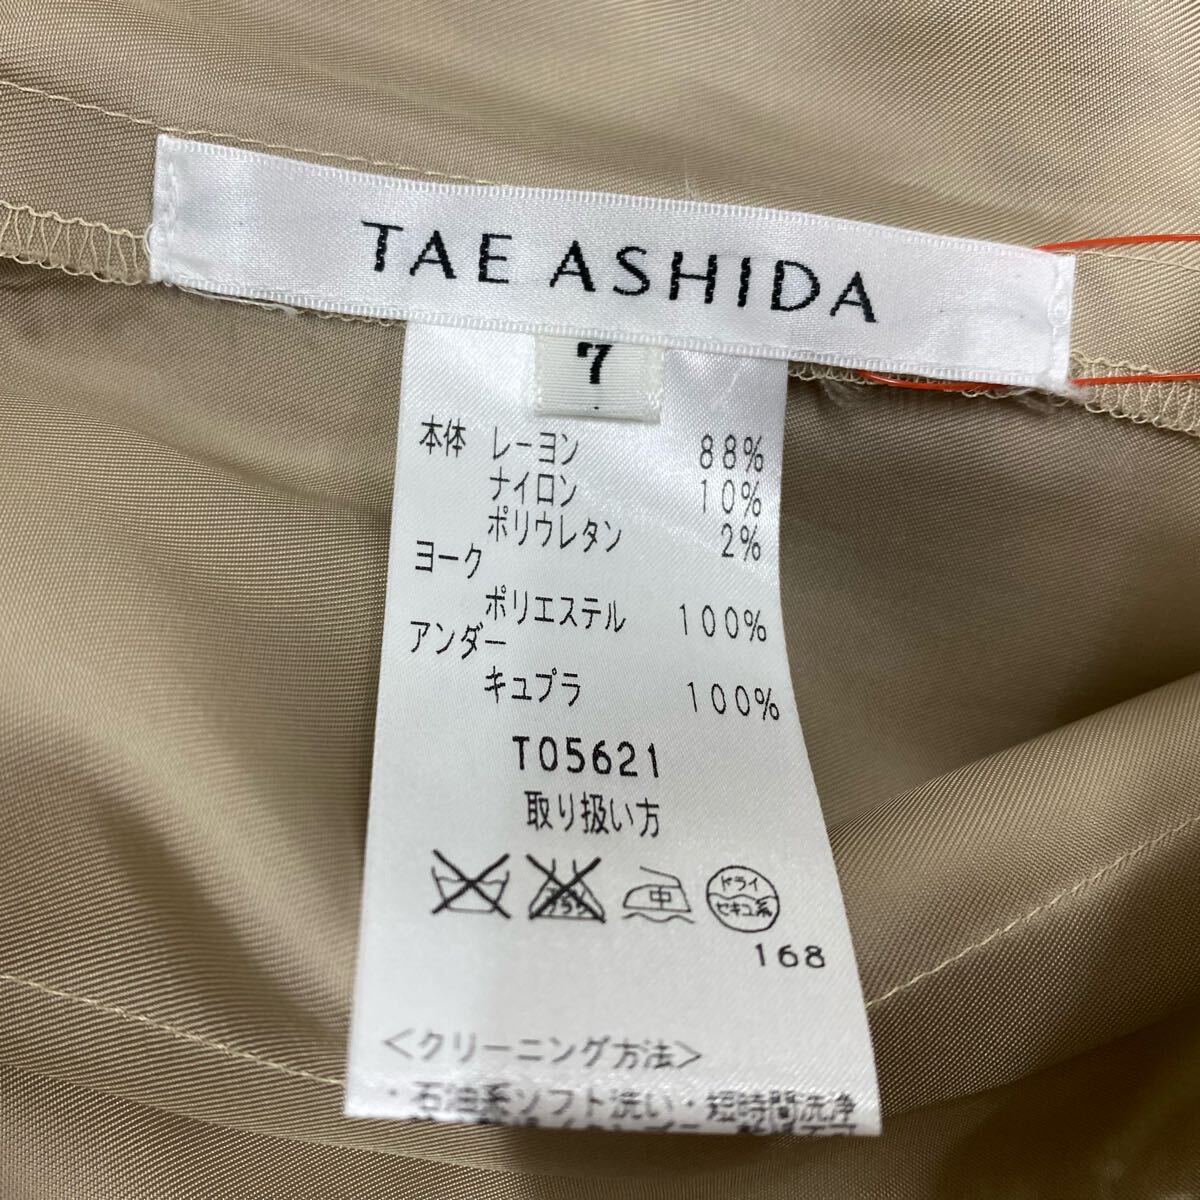 TAE ASHIDA
7
本体 レーヨン 88%
ナイロン 10%
ポリウレタン 2%
ヨーク
ポリエステル 100%
アンダー
キュプラ 100%
T05621
取り扱い方
中 ドライ
セキユ系
168
<クリーニング方法>
・石油系ソフト洗い・短時間洗浄